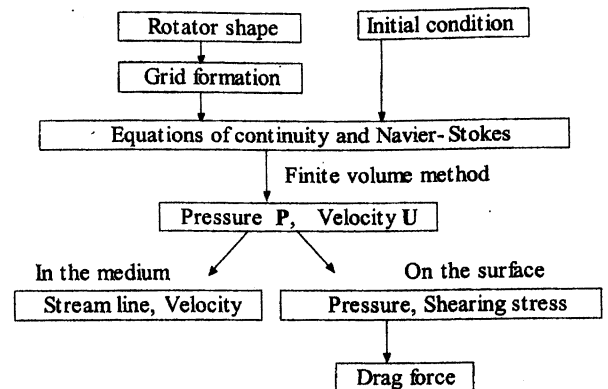 Rotator shape
Initial condition
Grid formation
Equations of continuity and Navier-Stokes
Finite volume method
Pressure P, Velocity U
In the medium
On the surface
Stream line, Velocity
Pressure, Shearing stress
Drag force